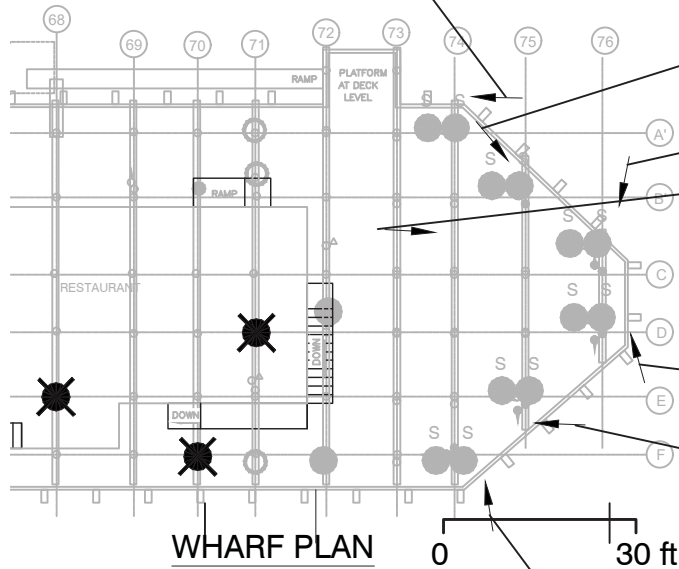 68
69
70
71
72
73
74
75
76
RAMP
PLATFORM
AT DECK
LEVEL
S S
A'
S
RAMP
B
S S
C
RESTAURANT
S S
D
DOWN
S S
E
DOWN
S S
F
WHARF PLAN
0 30 ft